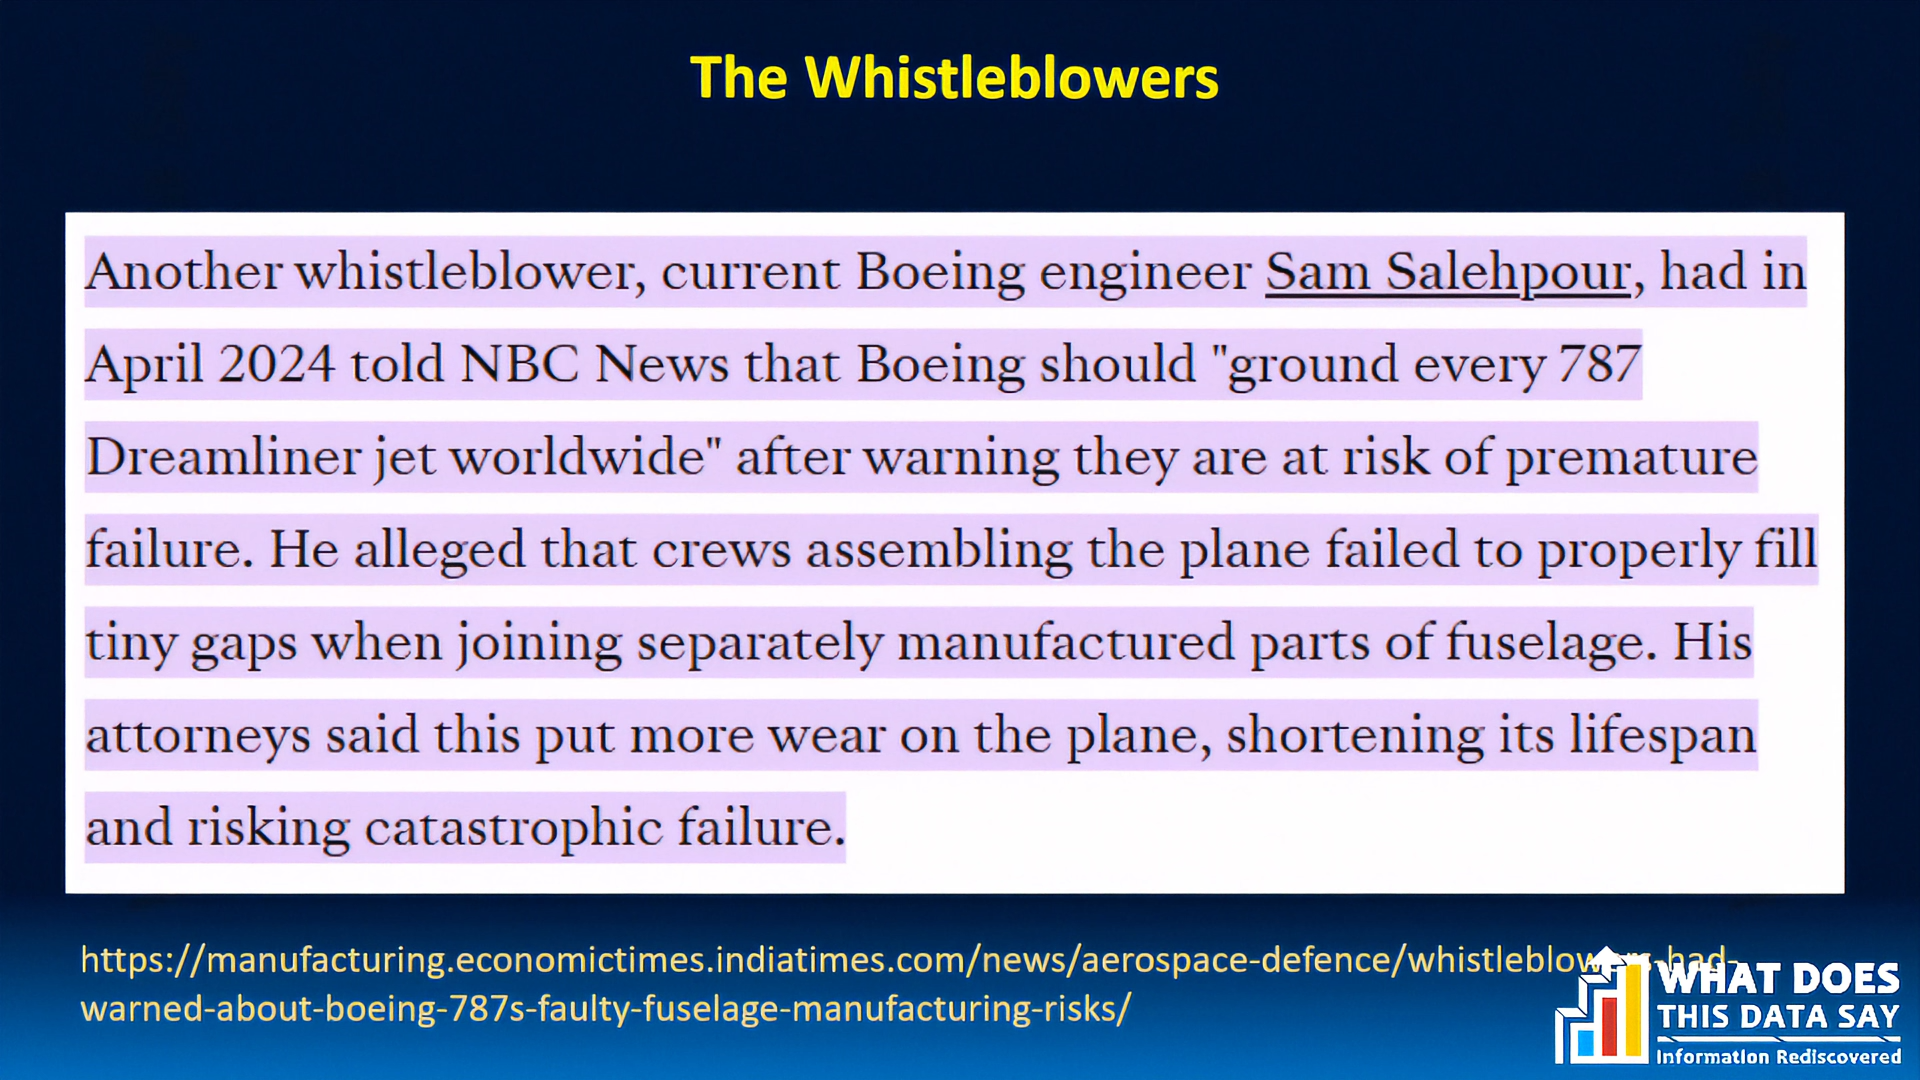 The Whistleblowers
Another whistleblower, current Boeing engineer Sam Salehpour, had in
April 2024 told NBC News that Boeing should "ground every 787
Dreamliner jet worldwide" after warning they are at risk of premature
failure. He alleged that crews assembling the plane failed to properly fill
tiny gaps when joining separately manufactured parts of fuselage. His
attorneys said this put more wear on the plane, shortening its lifespan
and risking catastrophic failure.
https://manufacturing.economictimes.indiatimes.com/news/aerospace-defence/whistleblowers-had-
warned-about-boeing-787s-faulty-fuselage-manufacturing-risks/
WHAT DOES
THIS DATA SAY
Information Rediscovered